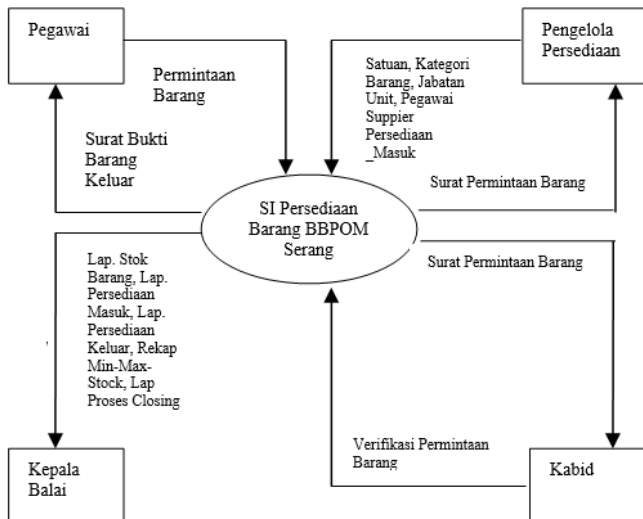 Pegawai
Permintaan
Barang
Surat Bukti
Barang
Keluar
Satuan, Kategori
Barang, Jabatan
Unit, Pegawai
Suppier
Persediaan
_Masuk
Pengelola
Persediaan
Surat Permintaan Barang
SI Persediaan
Barang BBPOM
Serang
Surat Permintaan Barang
Lap. Stok
Barang, Lap.
Persediaan
Masuk, Lap.
Persediaan
Keluar, Rekap
Min-Max-
Stock, Lap
Proses Closing
Verifikasi Permintaan
Barang
Kepala
Balai
Kabid